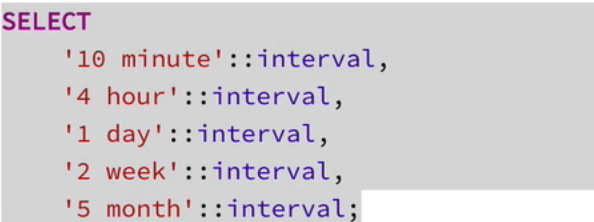 SELECT
'10 minute'::interval,
'4 hour'::interval,
'1 day'::interval,
'2 week'::interval,
'5 month'::interval;